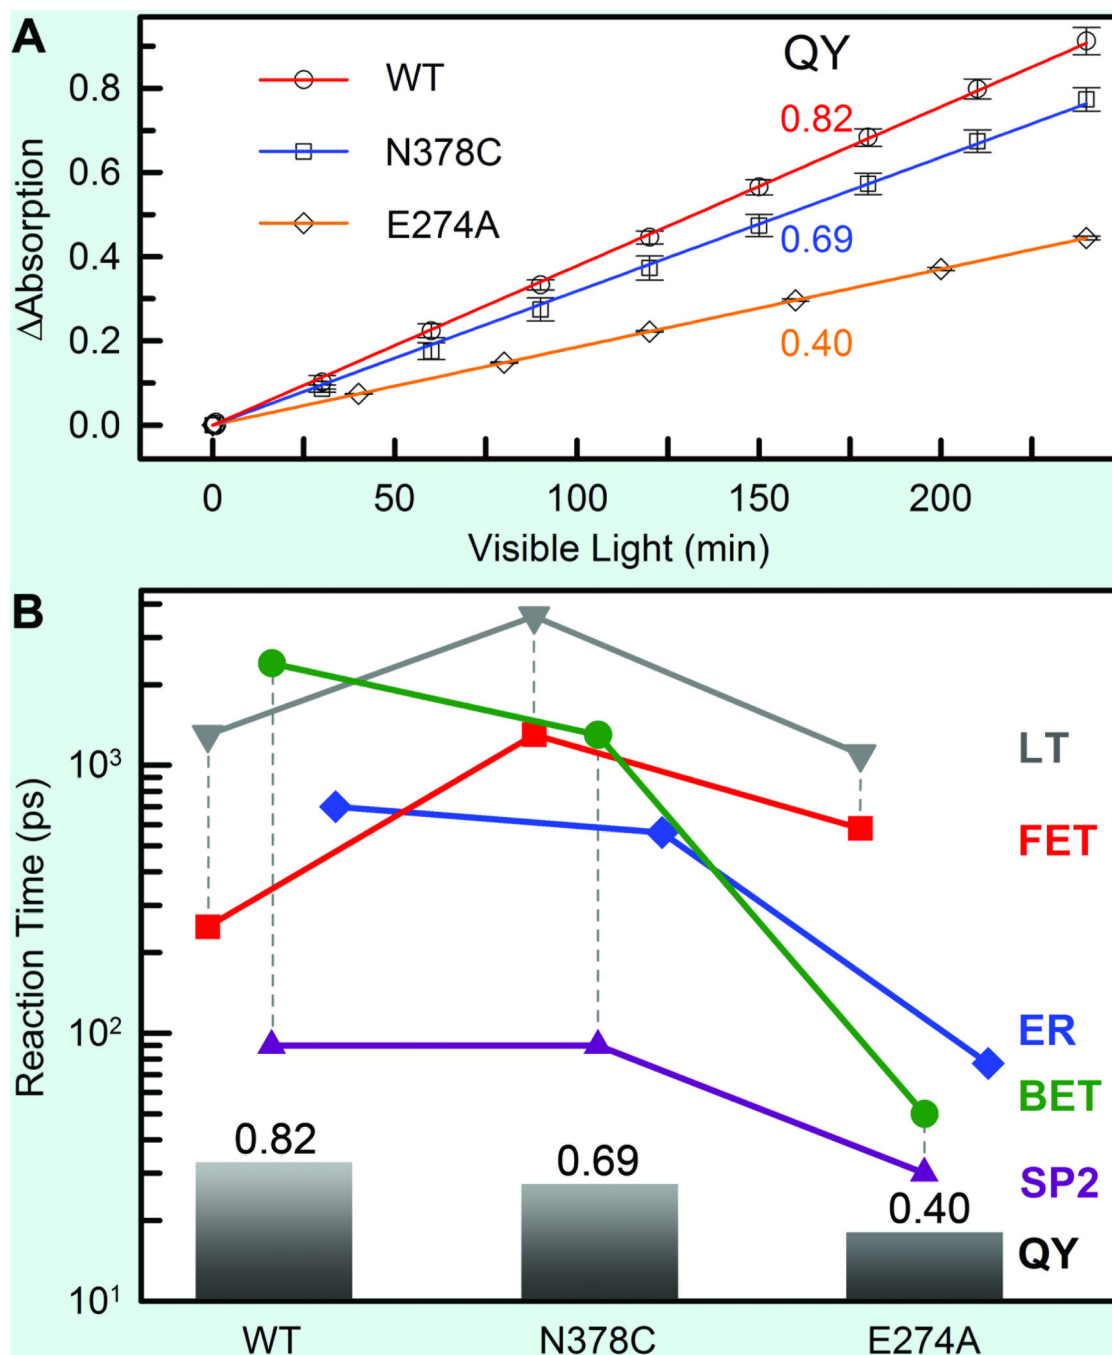 A
QY
WT
N378C
E274A
0.82
0.69
0.40
ΔAbsorption
0.8
0.6
0.4
0.2
0.0
0 50 100 150 200
Visible Light (min)
B
Reaction Time (ps)
10³
10²
10¹
LT
FET
ER
BET
SP2
QY
0.82
0.69
0.40
WT N378C E274A